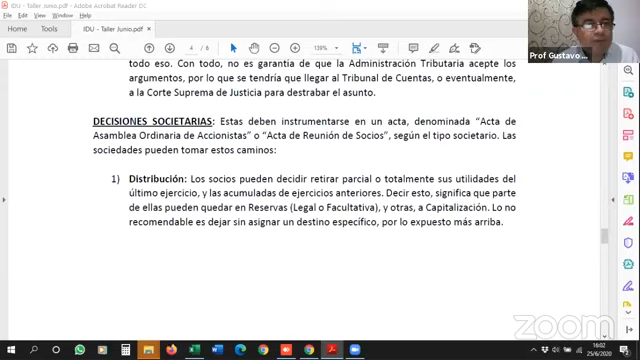 IDU - Taller Junio.pdf - Adobe Acrobat Reader DC
File Edit View Window Help
Home Tools IDU - Taller Junio.pdf ×
4 / 6 139%
Prof Gustavo ...
todo eso. Con todo, no es garantía de que la Administración Tributaria acepte los
argumentos, por lo que se tendría que llegar al Tribunal de Cuentas, o eventualmente, a
la Corte Suprema de Justicia para destrabar el asunto.
DECISIONES SOCIETARIAS: Estas deben instrumentarse en un acta, denominada “Acta de
Asamblea Ordinaria de Accionistas” o “Acta de Reunión de Socios”, según el tipo societario. Las
sociedades pueden tomar estos caminos:
1) Distribución: Los socios pueden decidir retirar parcial o totalmente sus utilidades del
último ejercicio, y las acumuladas de ejercicios anteriores. Decir esto, significa que parte
de ellas pueden quedar en Reservas (Legal o Facultativa), y otras, a Capitalización. Lo no
recomendable es dejar sin asignar un destino específico, por lo expuesto más arriba.
zoom
ESP
16:02
25/6/2020